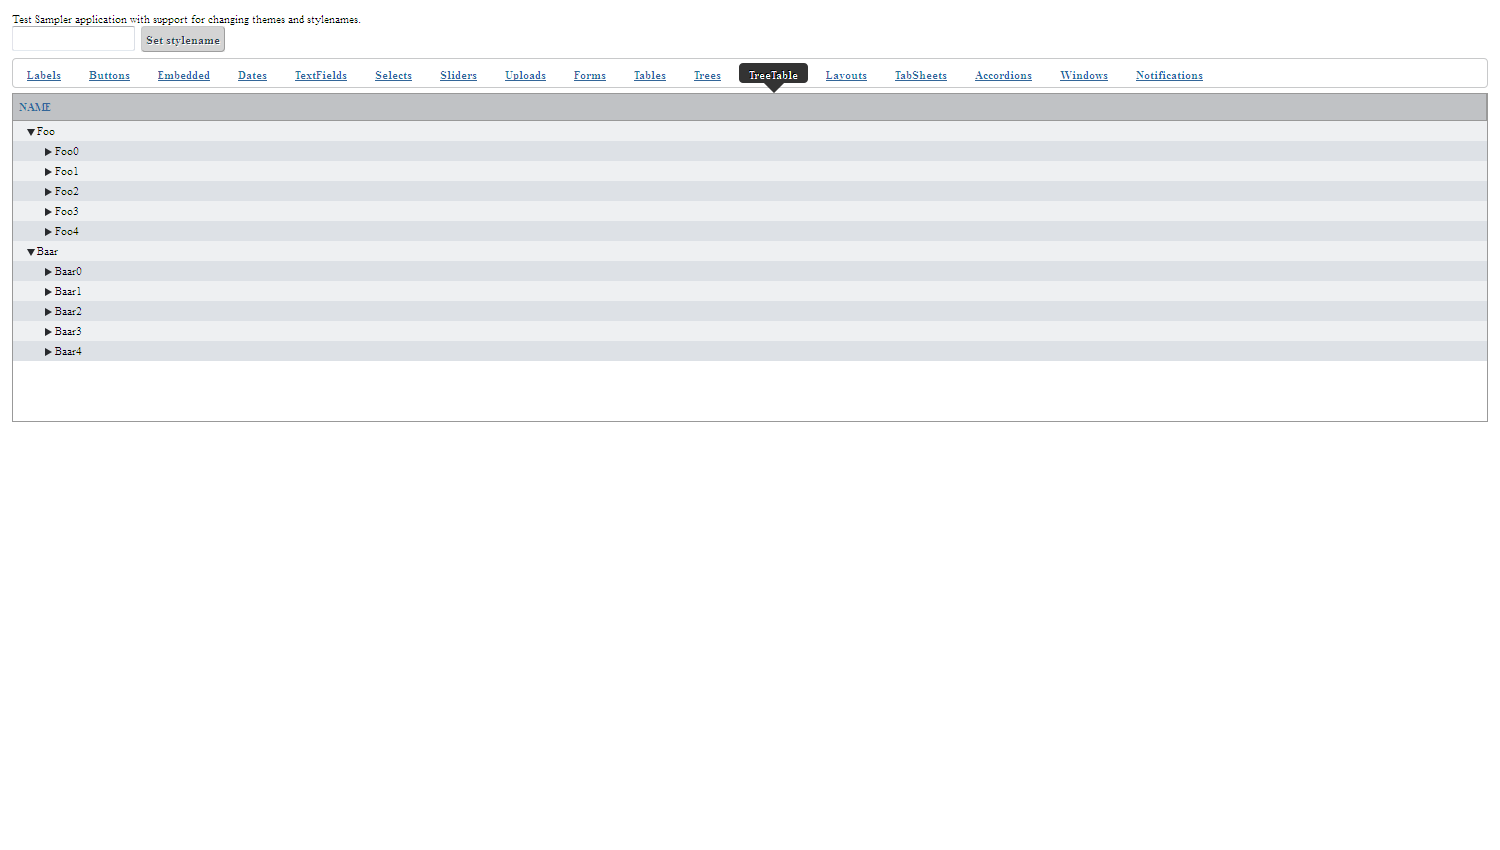 Test Sampler application with support for changing themes and stylenames.
Set stylename
Labels Buttons Embedded Dates TextFields Selects Sliders Uploads Forms Tables Trees TreeTable Layouts TabSheets Accordions Windows Notifications
NAME
Foo
Foo0
Foo1
Foo2
Foo3
Foo4
Baar
Baar0
Baar1
Baar2
Baar3
Baar4